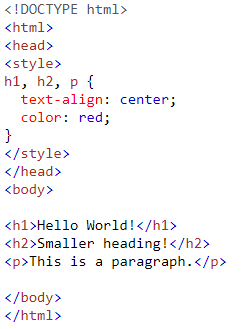 <!DOCTYPE html>
<html>
<head>
<style>
h1, h2, p {
  text-align: center;
  color: red;
}
</style>
</head>
<body>

<h1>Hello World!</h1>
<h2>Smaller heading!</h2>
<p>This is a paragraph.</p>

</body>
</html>